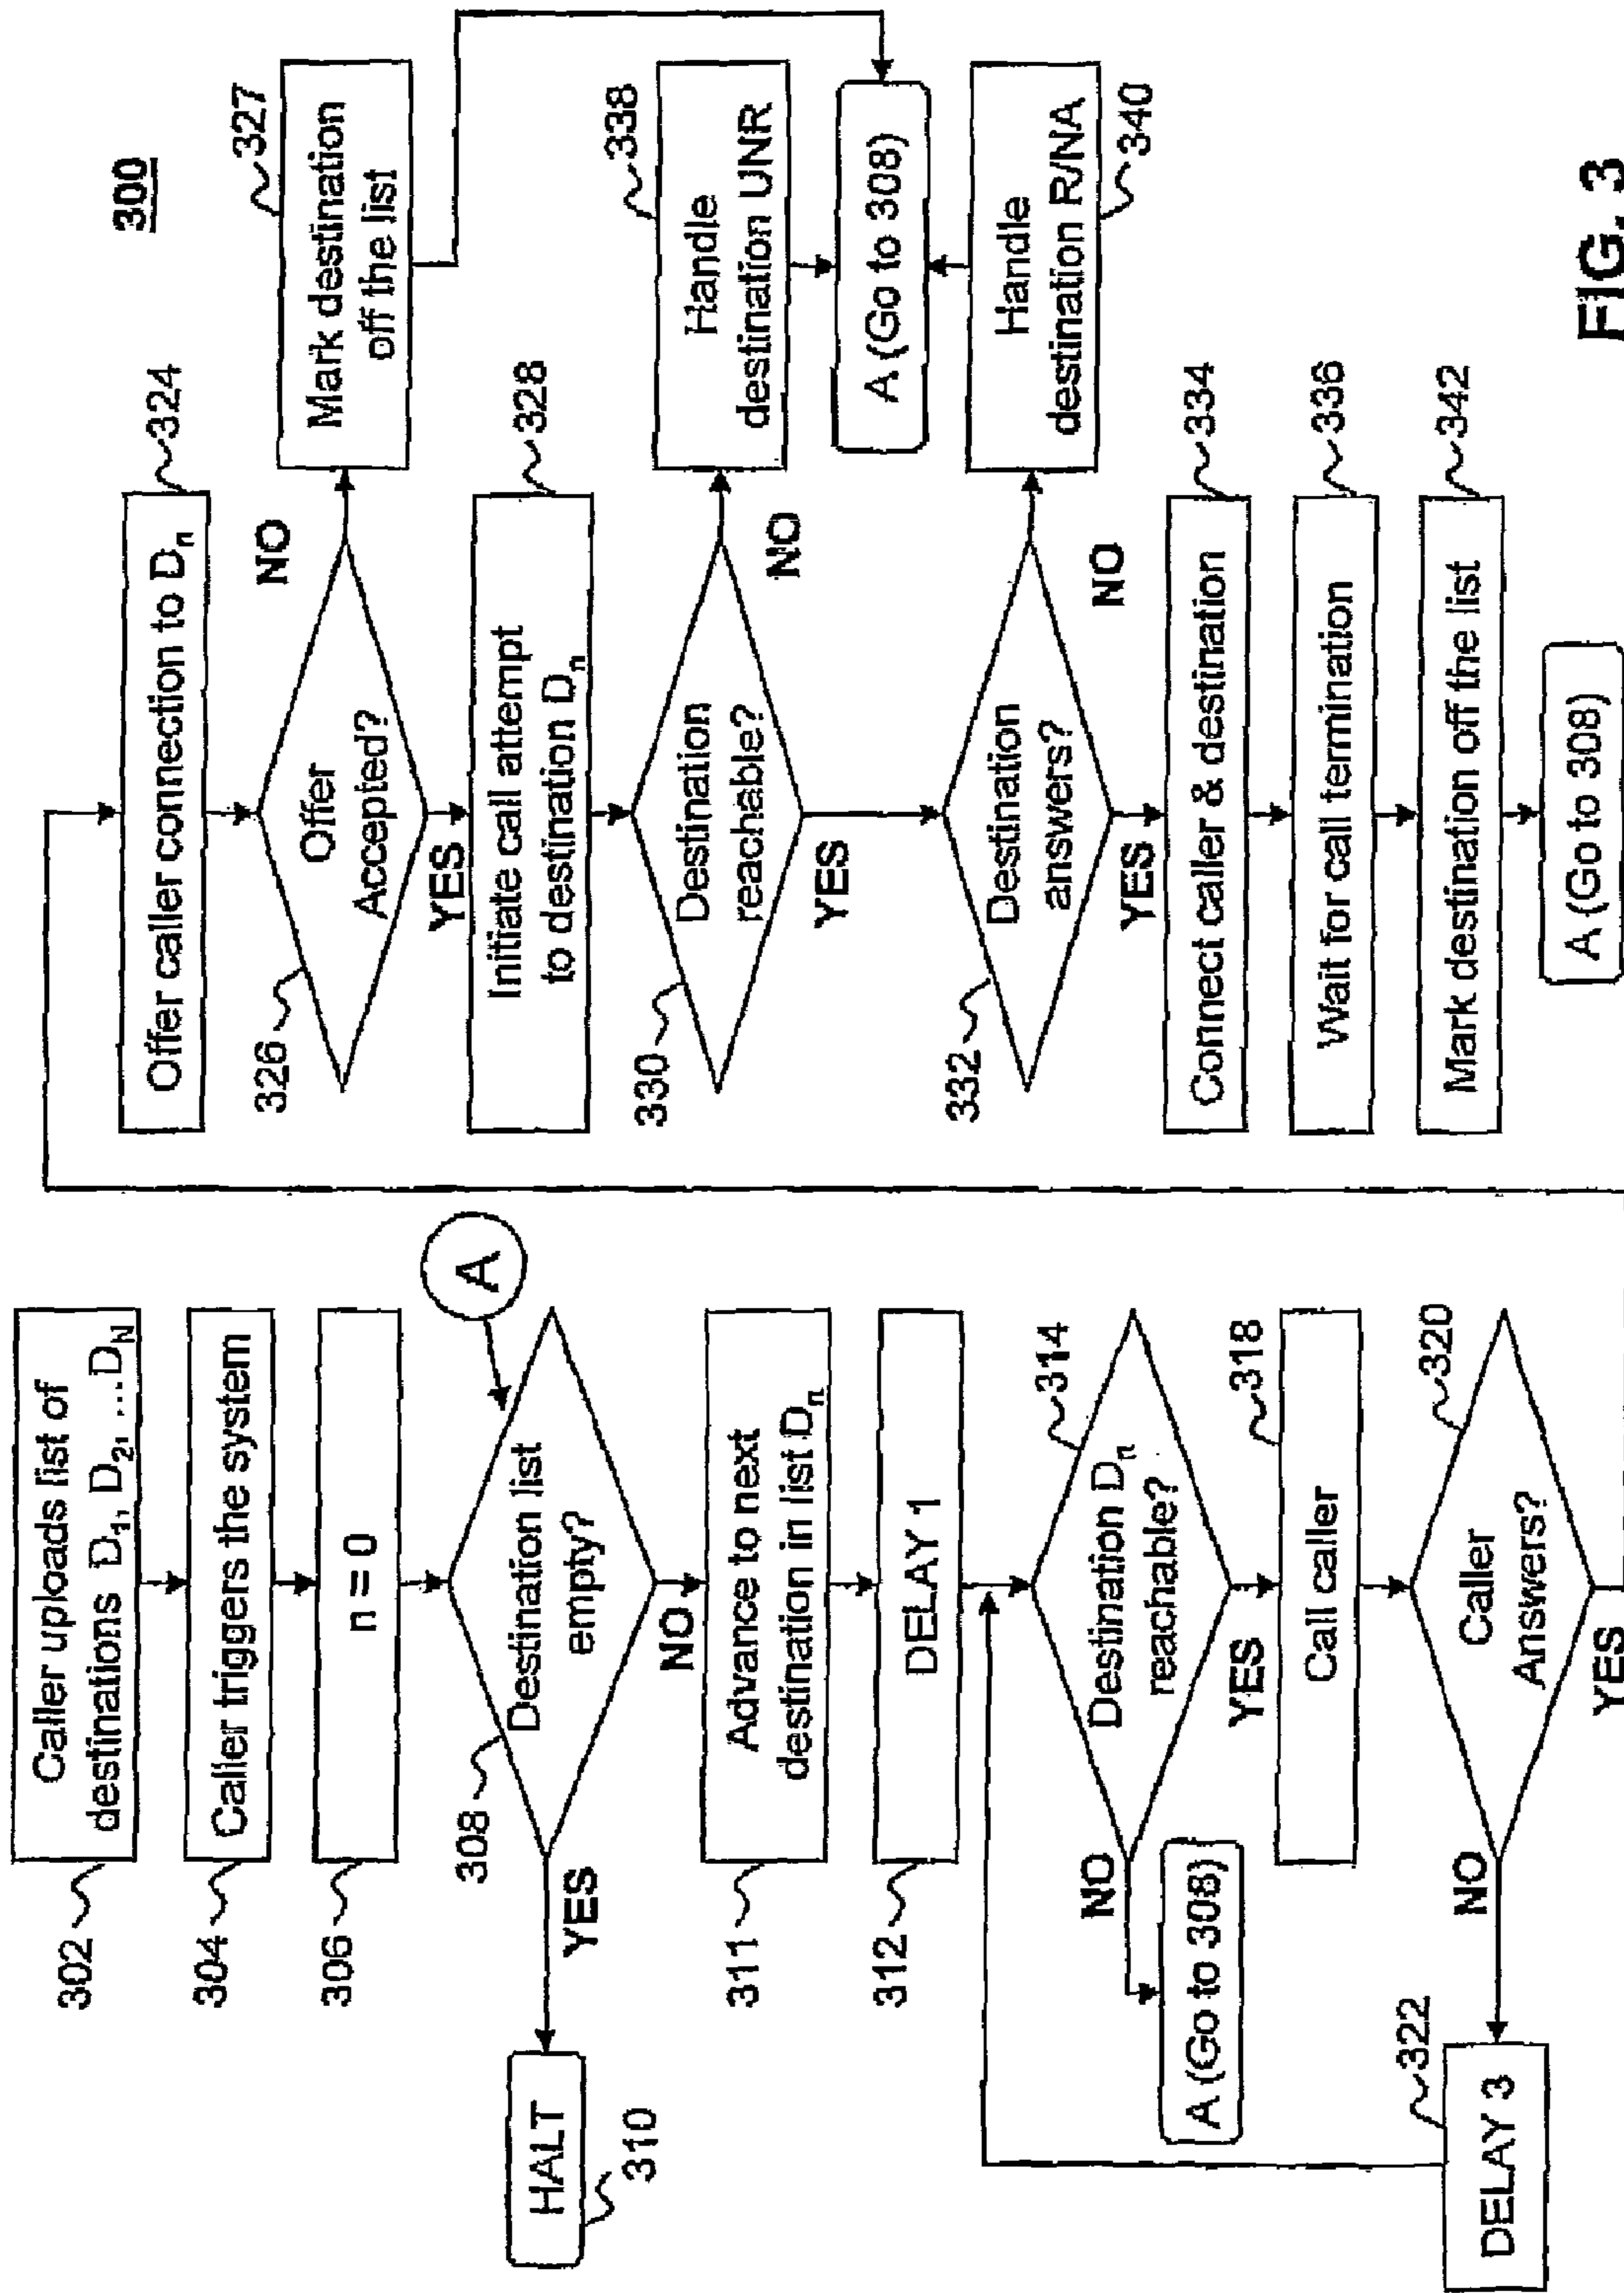 300
302
Caller uploads list of
destinations D1, D2, ...DN
304
Caller triggers the system
306
n = 0
A
308
Destination list
empty?
YES
HALT
310
NO
311
Advance to next
destination in list Dn
312
DELAY 1
314
Destination Dn
reachable?
NO
A (Go to 308)
YES
318
Call caller
320
Caller
Answers?
NO
322
DELAY 3
YES
324
Offer caller connection to Dn
326
Offer
Accepted?
NO
327
Mark destination
off the list
YES
328
Initiate call attempt
to destination Dn
330
Destination
reachable?
NO
338
Handle
destination UNR
A (Go to 308)
YES
332
Destination
answers?
NO
Handle
destination R/NA
340
YES
334
Connect caller & destination
336
Wait for call termination
342
Mark destination off the list
A (Go to 308)
FIG. 3